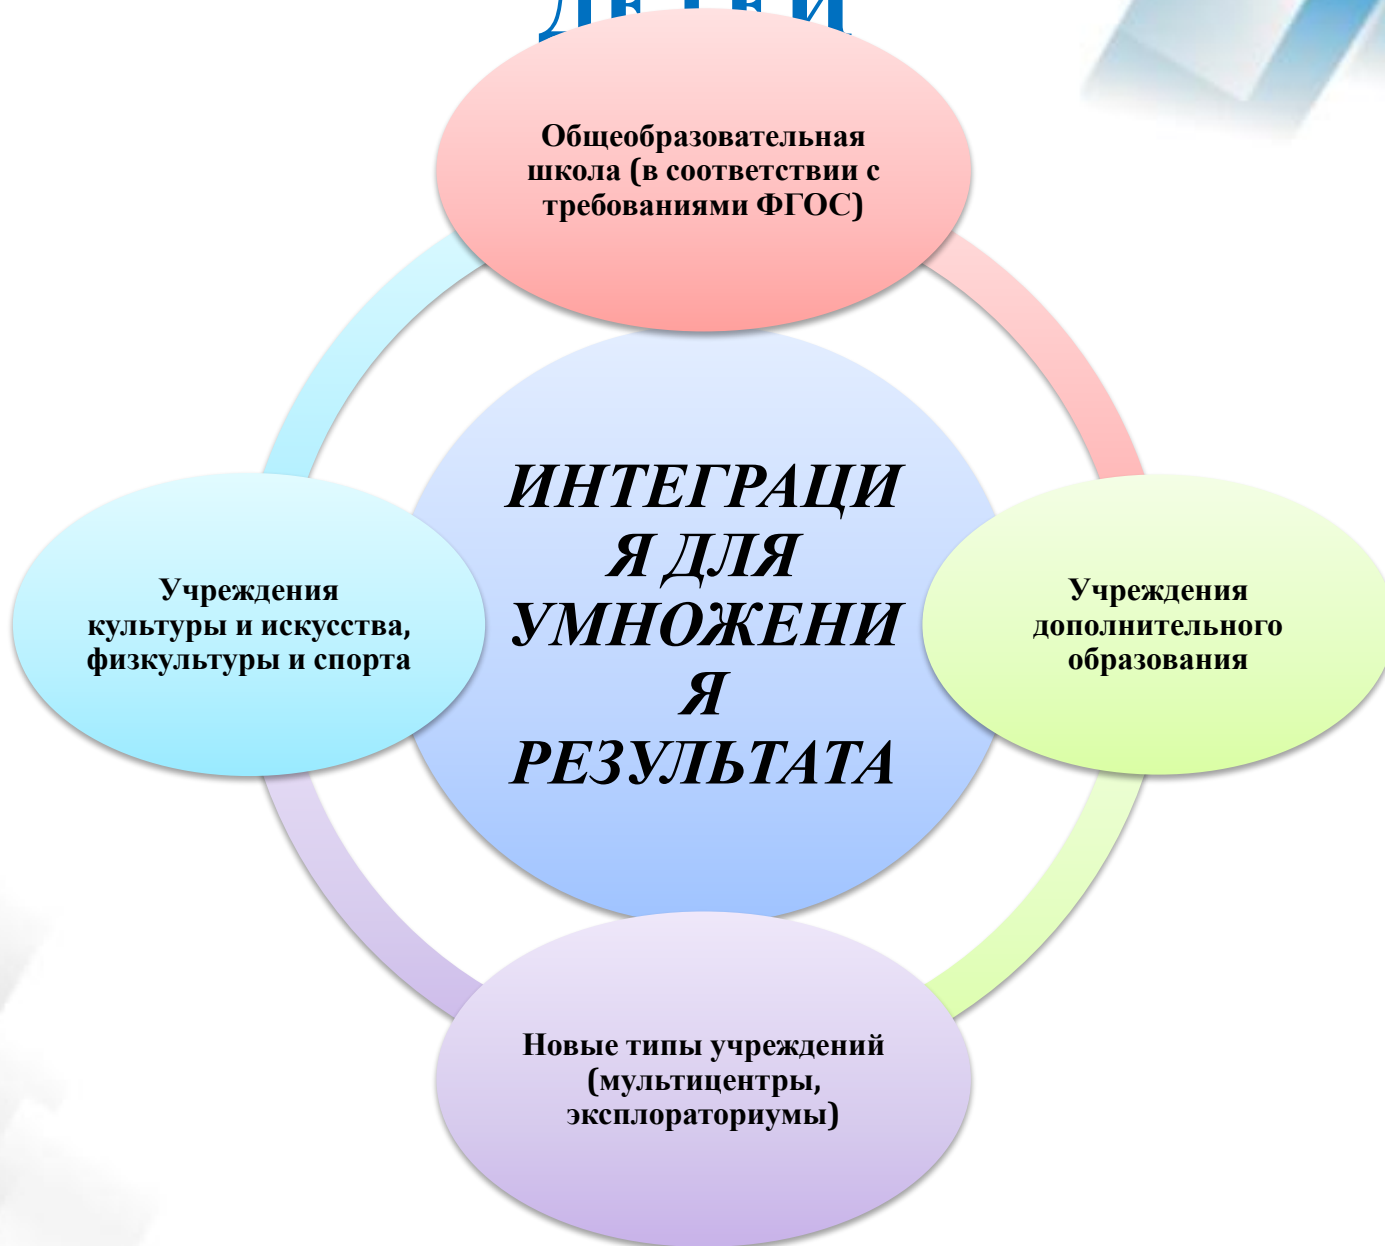 ДЕТЕЙ
Общеобразовательная
школа (в соответствии с
требованиями ФГОС)
ИНТЕГРАЦИ
Я ДЛЯ
УМНОЖЕНИ
Я
РЕЗУЛЬТАТА
Учреждения
культуры и искусства,
физкультуры и спорта
Учреждения
дополнительного
образования
Новые типы учреждений
(мультицентры,
эксплораториумы)